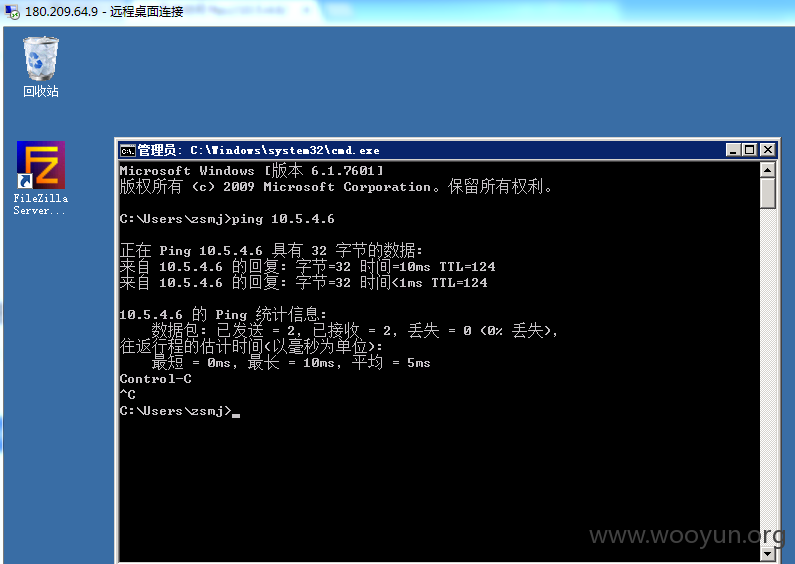 180.209.64.9 - 远程桌面连接
回收站
FileZilla
Server...
管理员: C:\Windows\system32\cmd.exe
Microsoft Windows [版本 6.1.7601]
版权所有 (c) 2009 Microsoft Corporation。保留所有权利。
C:\Users\zsmj>ping 10.5.4.6
正在 Ping 10.5.4.6 具有 32 字节的数据:
来自 10.5.4.6 的回复: 字节=32 时间=10ms TTL=124
来自 10.5.4.6 的回复: 字节=32 时间<1ms TTL=124
10.5.4.6 的 Ping 统计信息:
数据包: 已发送 = 2, 已接收 = 2, 丢失 = 0 (0% 丢失),
往返行程的估计时间(以毫秒为单位):
最短 = 0ms, 最长 = 10ms, 平均 = 5ms
Control-C
^C
C:\Users\zsmj>
www.wooyun.org